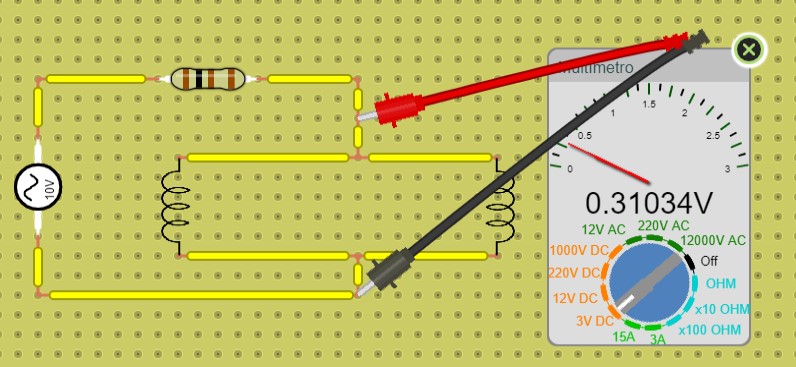 Multimetro
0.5
1.5
2
2.5
0
3
0.31034V
10V
12V AC
220V AC
12000V AC
1000V DC
Off
220V DC
OHM
12V DC
x10 OHM
3V DC
x100 OHM
15A
3A